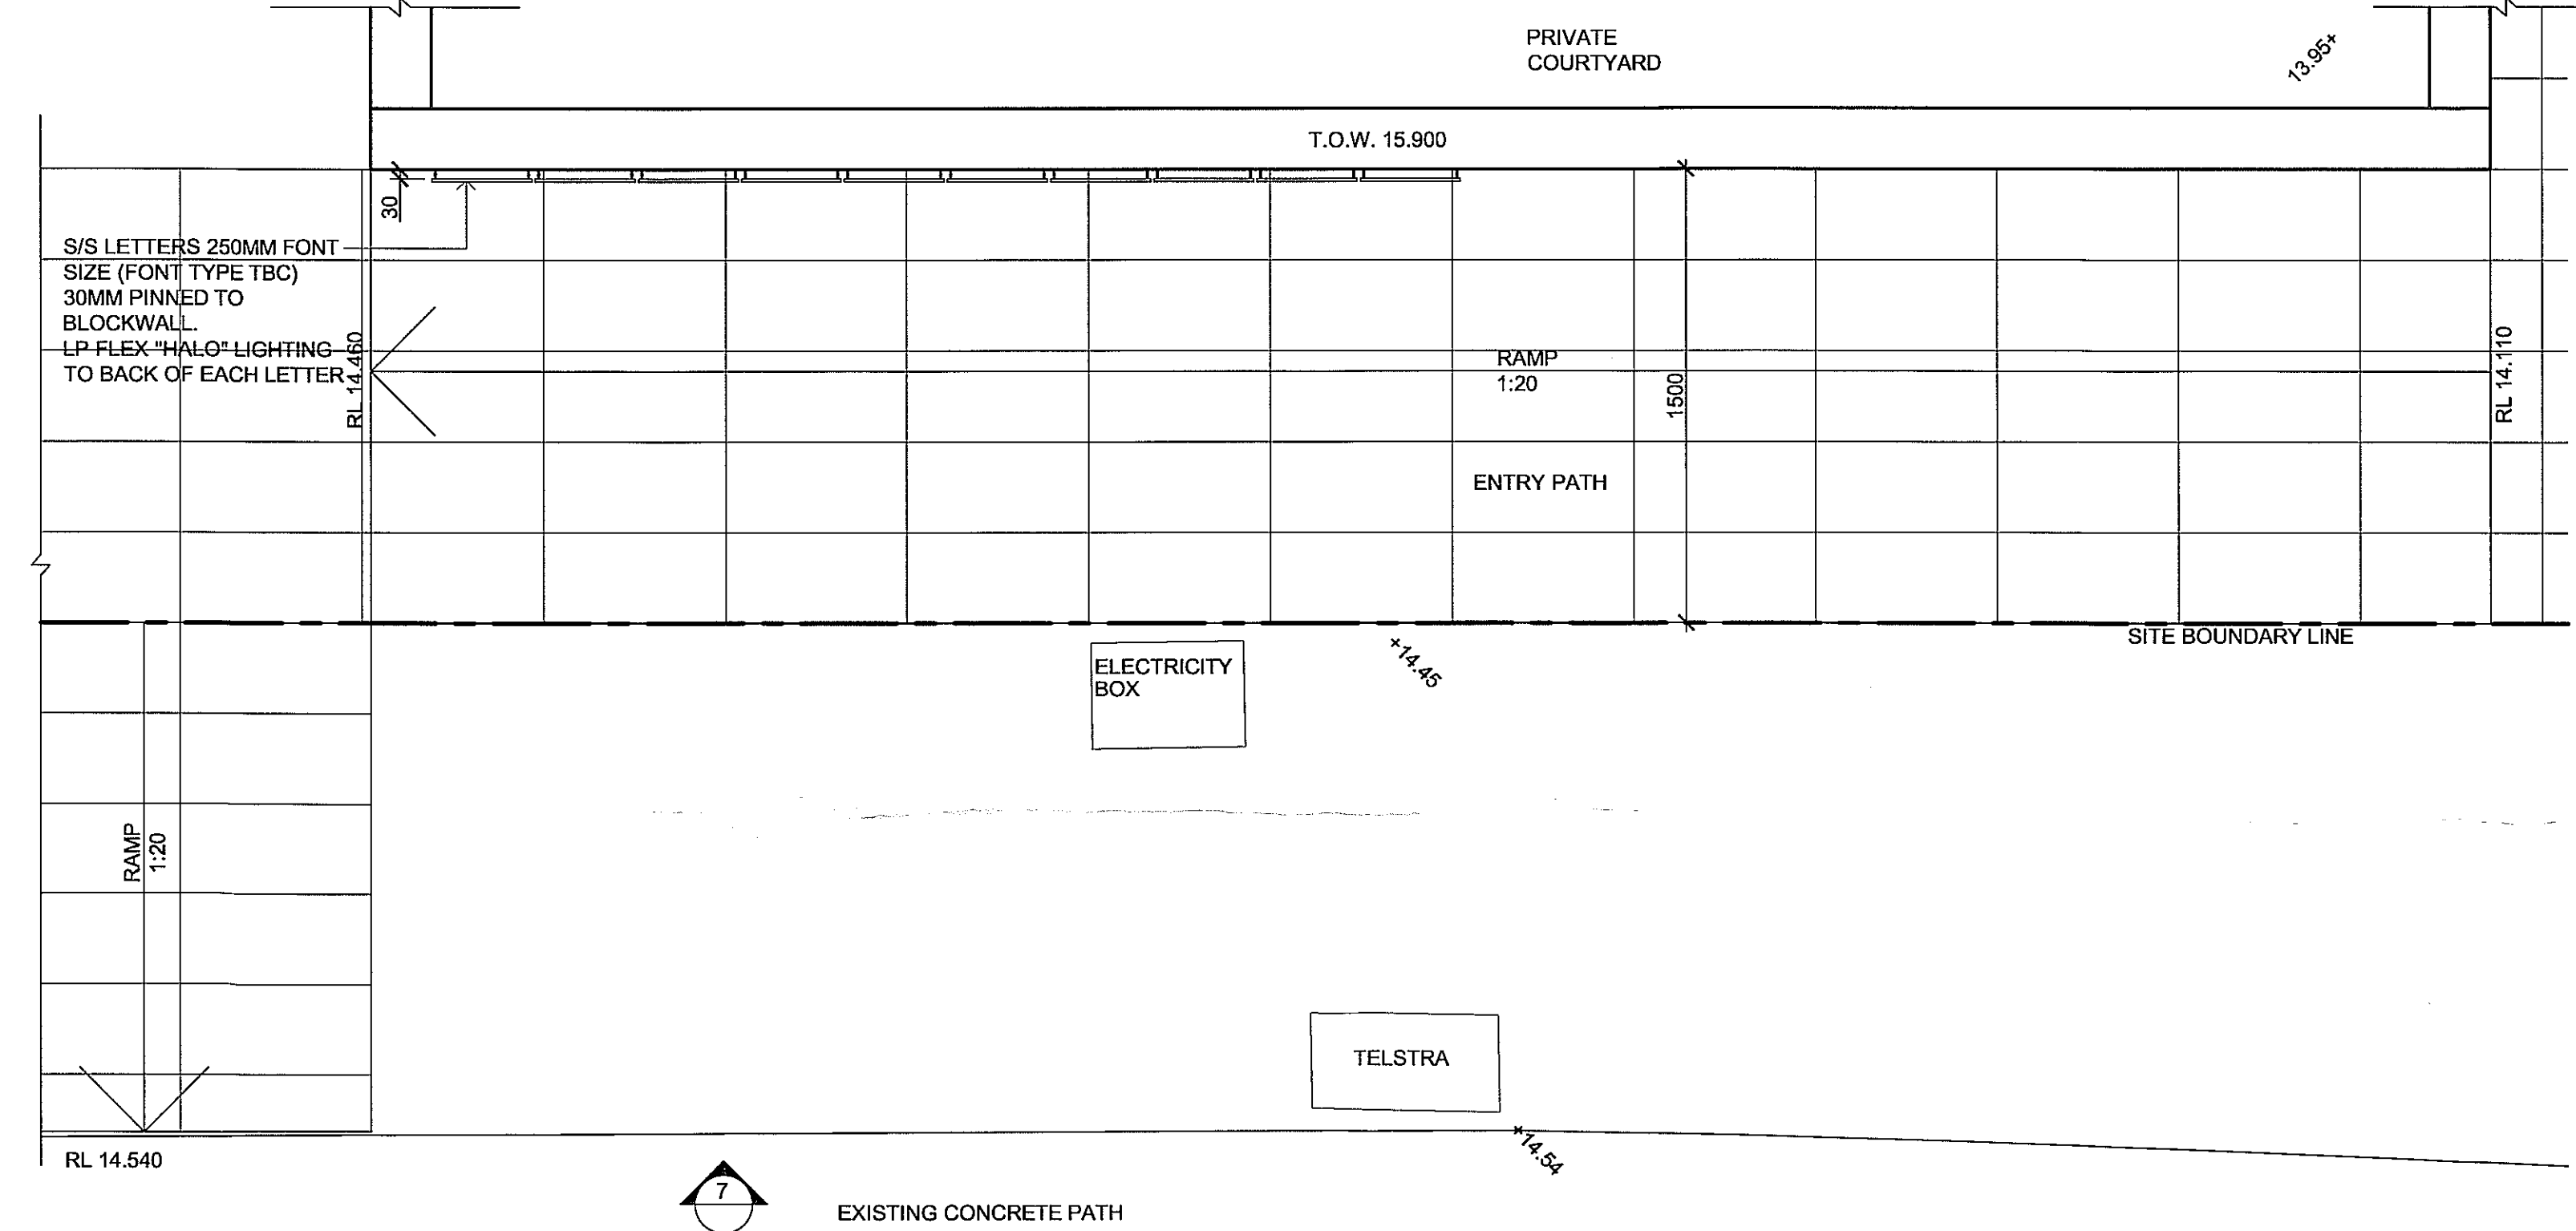 PRIVATE
COURTYARD
13.95+
T.O.W. 15.900
30
S/S LETTERS 250MM FONT
SIZE (FONT TYPE TBC)
30MM PINNED TO
BLOCKWALL.
LP FLEX "HALO" LIGHTING
TO BACK OF EACH LETTER
RL 14.460
RAMP
1:20
1500
RL 14.110
ENTRY PATH
SITE BOUNDARY LINE
ELECTRICITY
BOX
+14.45
RAMP
1:20
TELSTRA
+14.54
RL 14.540
7
EXISTING CONCRETE PATH